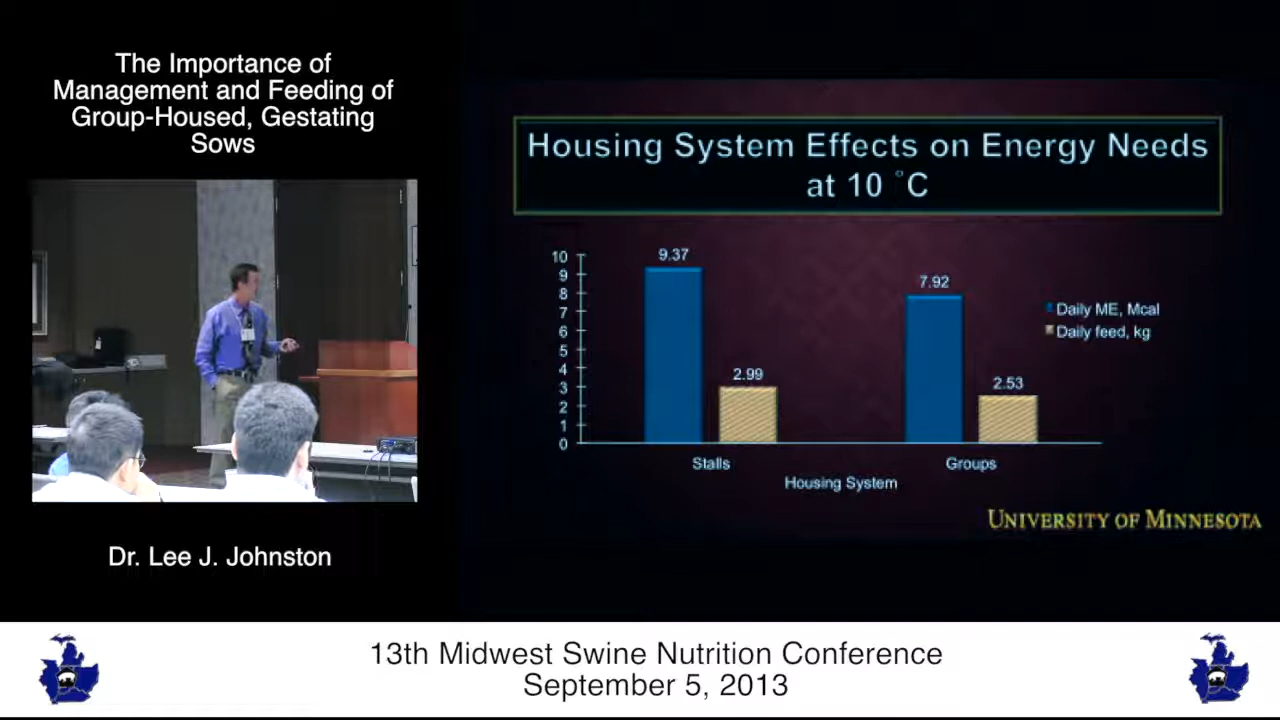 The Importance of
Management and Feeding of
Group-Housed, Gestating
Sows
Housing System Effects on Energy Needs
at 10 °C
10
9
8
7
6
5
4
3
2
1
0
9.37
2.99
7.92
2.53
Daily ME, Mcal
Daily feed, kg
Stalls
Groups
Housing System
UNIVERSITY OF MINNESOTA
Dr. Lee J. Johnston
13th Midwest Swine Nutrition Conference
September 5, 2013